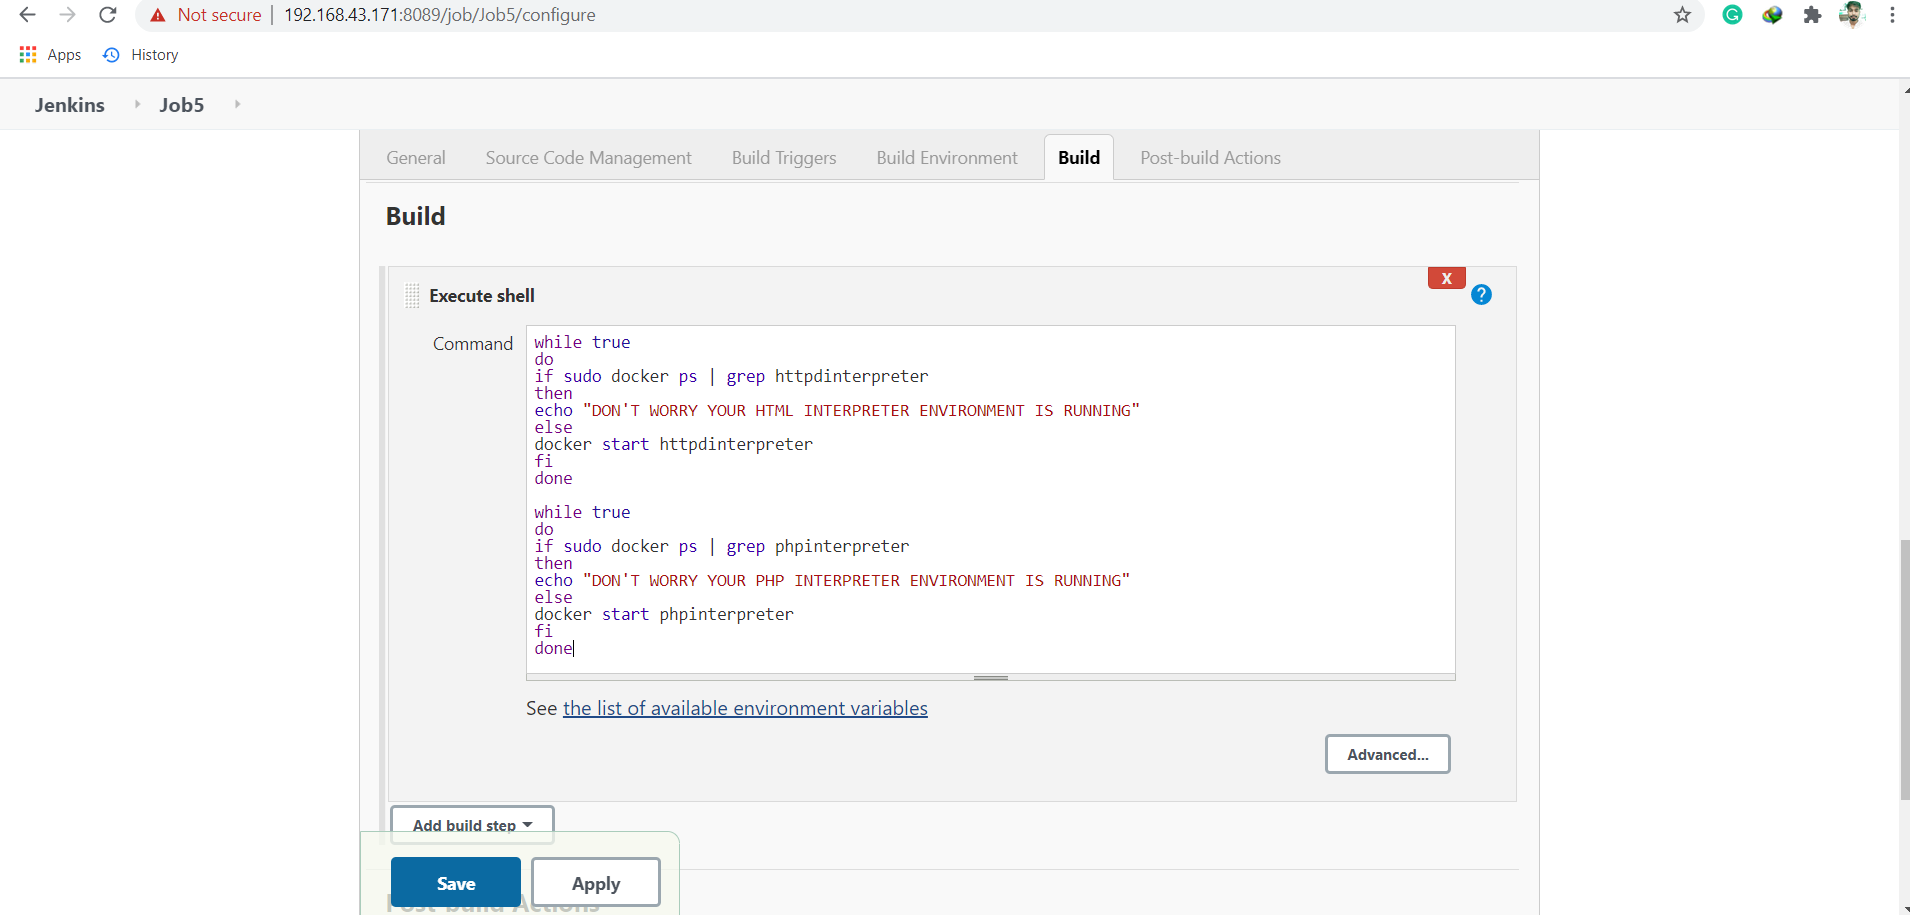 Not secure | 192.168.43.171:8089/job/Job5/configure
Apps History
Jenkins Job5
General Source Code Management Build Triggers Build Environment Build Post-build Actions
Build
X
Execute shell
?
Command
while true
do
if sudo docker ps | grep httpdinterpreter
then
echo "DON'T WORRY YOUR HTML INTERPRETER ENVIRONMENT IS RUNNING"
else
docker start httpdinterpreter
fi
done
while true
do
if sudo docker ps | grep phpinterpreter
then
echo "DON'T WORRY YOUR PHP INTERPRETER ENVIRONMENT IS RUNNING"
else
docker start phpinterpreter
fi
done
See the list of available environment variables
Advanced...
Add build step
Save Apply
Post-build Actions